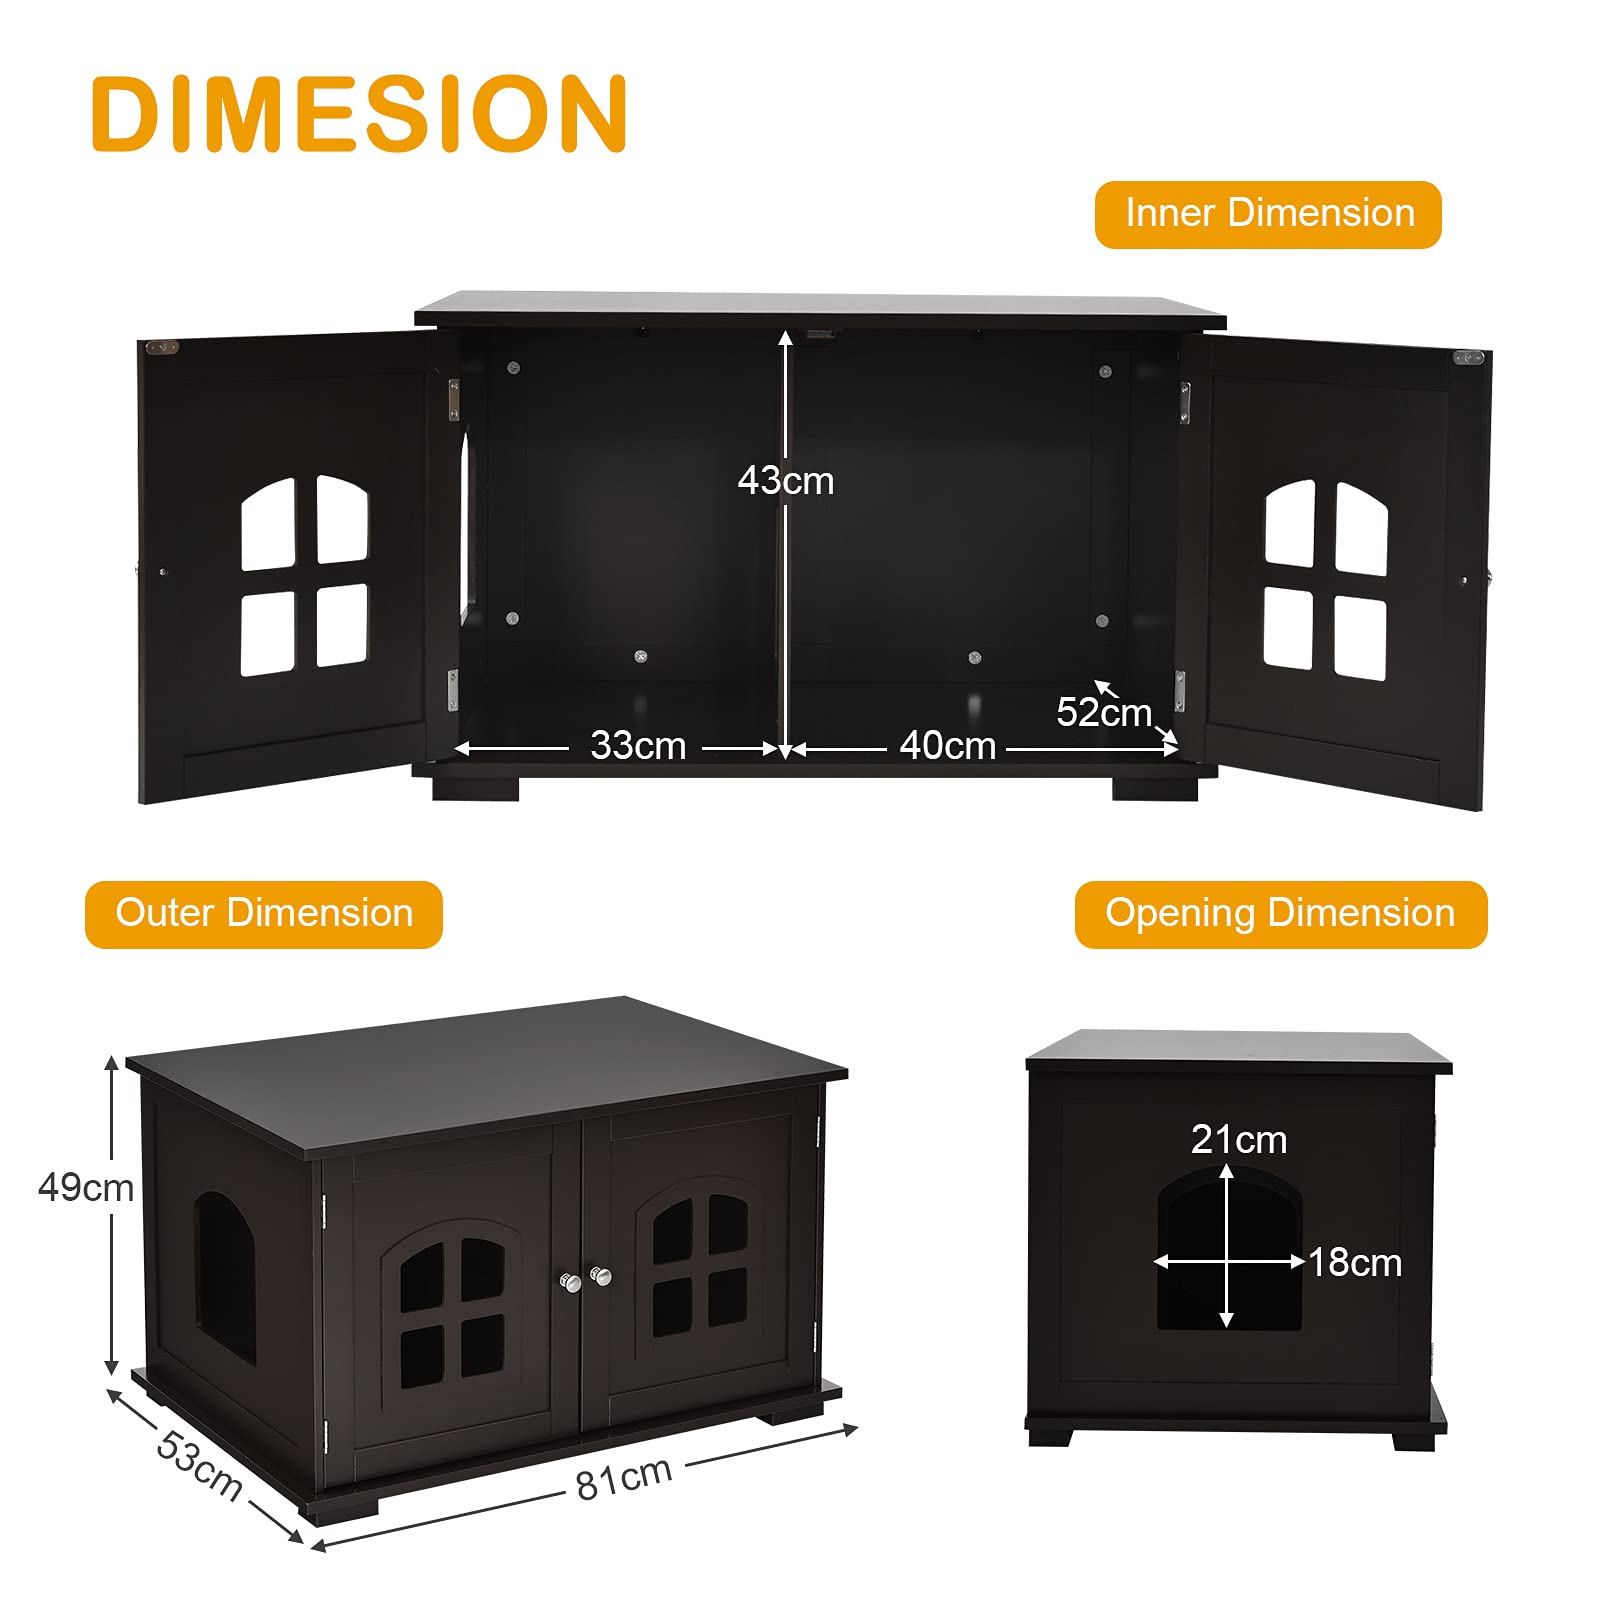 DIMESION
Inner Dimension
43cm
52cm
33cm
40cm
Outer Dimension
Opening Dimension
49cm
53cm
81cm
21cm
18cm